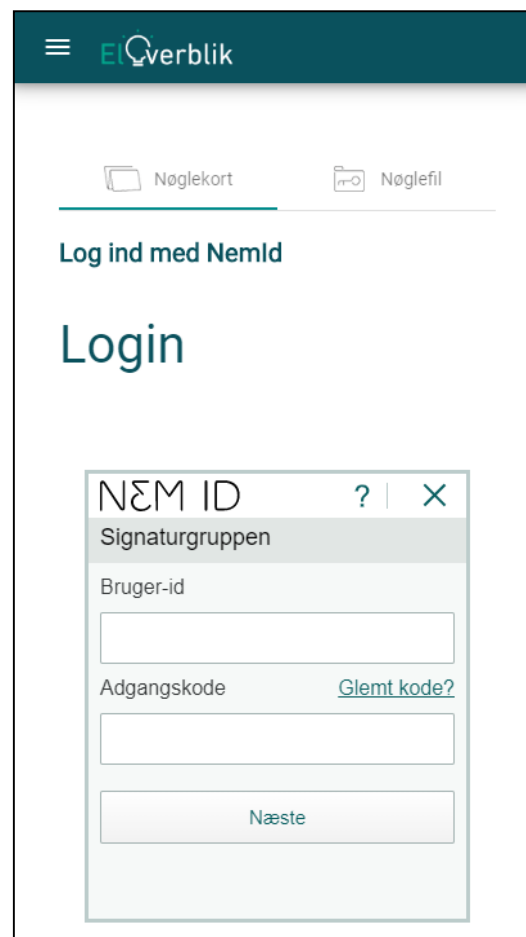 ElOverblik
Nøglekort Nøglefil
Log ind med NemId
Login
NEM ID ?
Signaturgruppen
Bruger-id
Adgangskode Glemt kode?
Næste